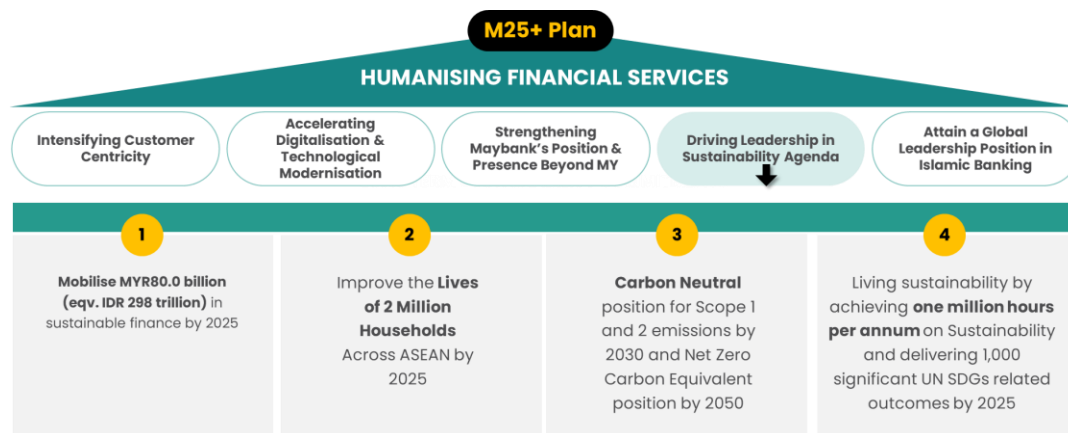 M25+ Plan
HUMANISING FINANCIAL SERVICES
Intensifying Customer
Centricity
Accelerating
Digitalisation &
Technological
Modernisation
Strengthening
Maybank's Position &
Presence Beyond MY
Driving Leadership in
Sustainability Agenda
Attain a Global
Leadership Position in
Islamic Banking
1
Mobilise MYR80.0 billion
(eqv. IDR 298 trillion) in
sustainable finance by 2025
2
Improve the Lives
of 2 Million
Households
Across ASEAN by
2025
3
Carbon Neutral
position for Scope 1
and 2 emissions by
2030 and Net Zero
Carbon Equivalent
position by 2050
4
Living sustainability by
achieving one million hours
per annum on Sustainability
and delivering 1,000
significant UN SDGs related
outcomes by 2025